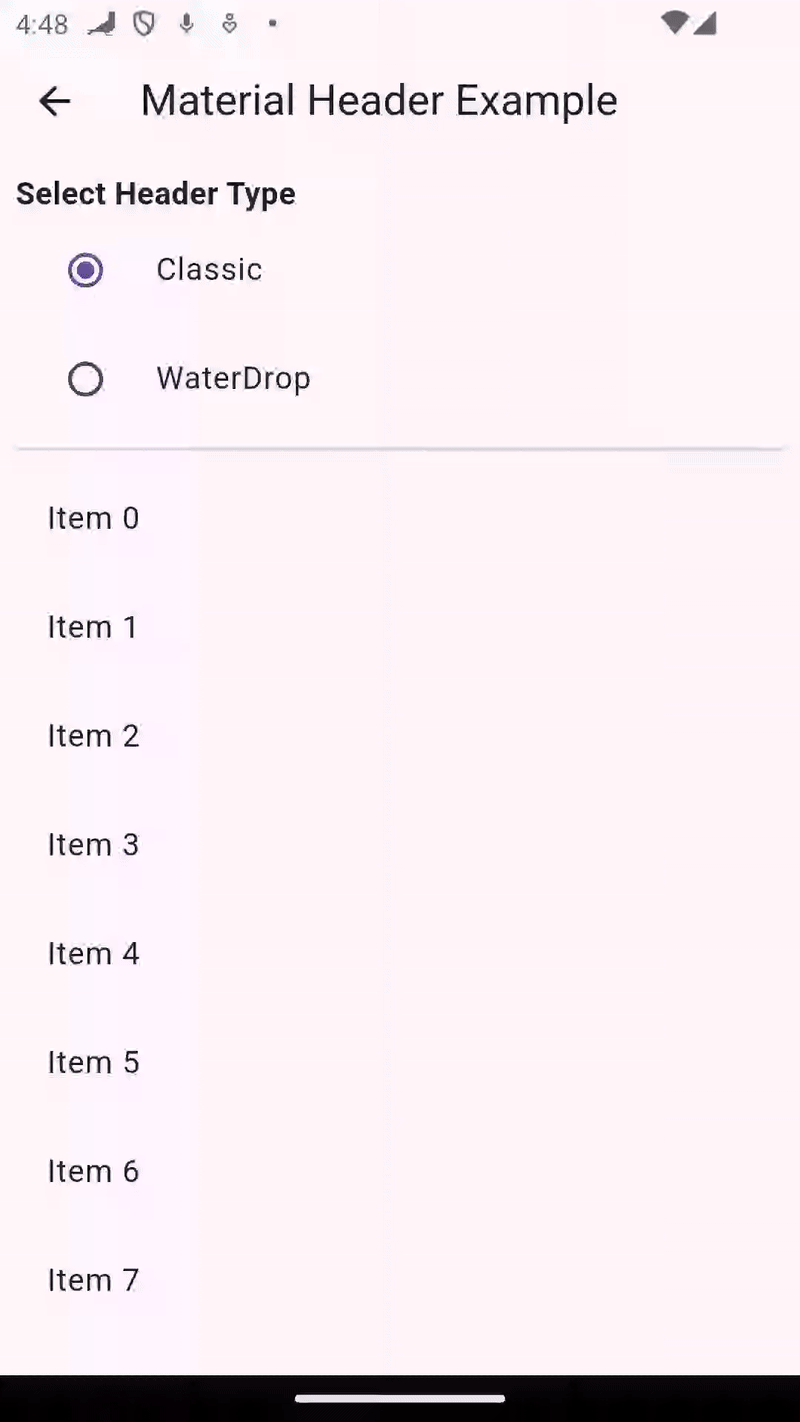 4:48
Material Header Example
Select Header Type
Classic
WaterDrop
Item 0
Item 1
Item 2
Item 3
Item 4
Item 5
Item 6
Item 7